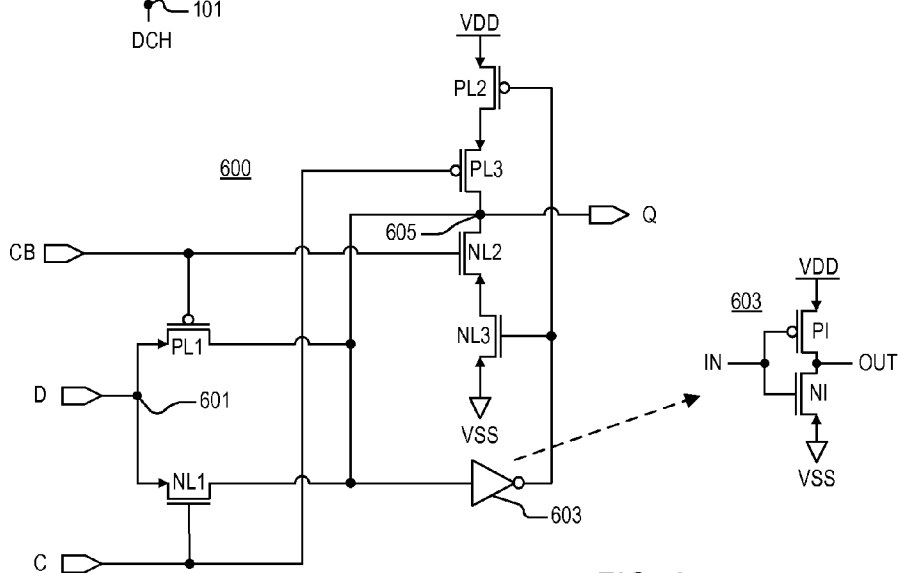 101
DCH
VDD
PL2
600
PL3
605
Q
CB
NL2
VDD
603
PL1
NL3
PI
IN
OUT
D
601
NI
VSS
VSS
NL1
603
C